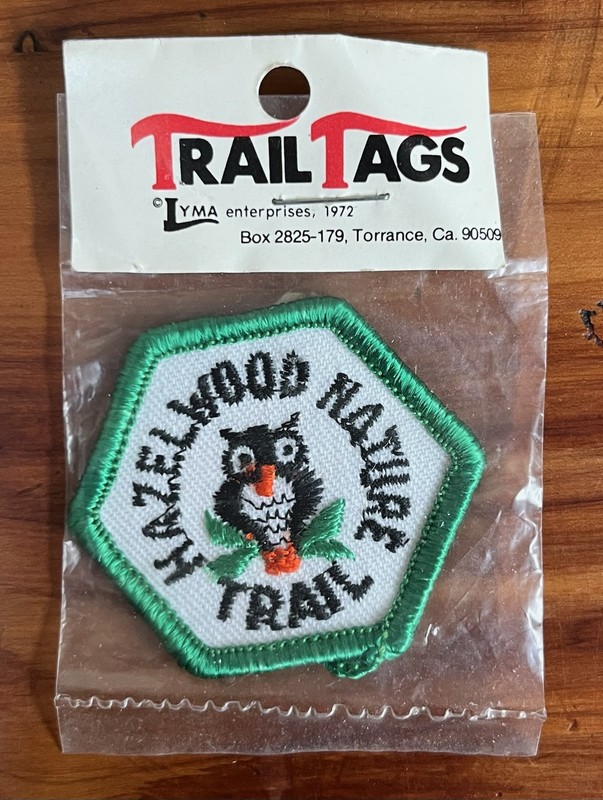 TRAIL TAGS
© LYMA enterprises, 1972
Box 2825-179, Torrance, Ca. 90509
HAZELWOOD NATURE
TRAIL